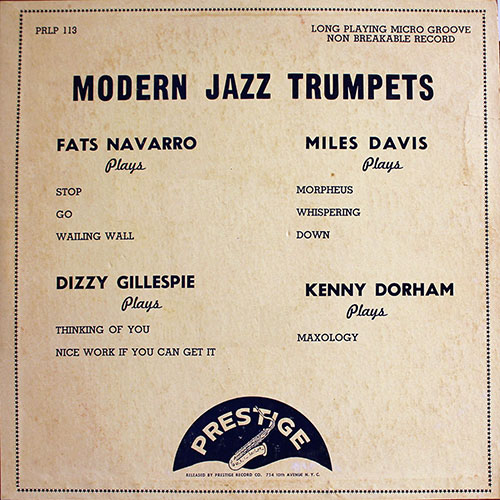 PRLP 113
LONG PLAYING MICRO GROOVE
NON BREAKABLE RECORD
MODERN JAZZ TRUMPETS
FATS NAVARRO
Plays
STOP
GO
WAILING WALL
MILES DAVIS
Plays
MORPHEUS
WHISPERING
DOWN
DIZZY GILLESPIE
Plays
THINKING OF YOU
NICE WORK IF YOU CAN GET IT
KENNY DORHAM
Plays
MAXOLOGY
PRESTIGE
RELEASED BY PRESTIGE RECORD CO. 754 10th AVENUE N. Y. C.